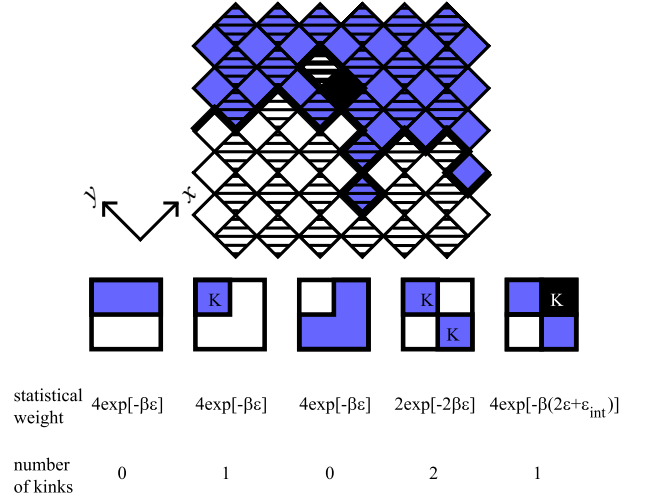 y x
K K K K
statistical
weight
4exp[-βε] 4exp[-βε] 4exp[-βε] 2exp[-2βε] 4exp[-β(2ε+ε_int)]
number
of kinks
0 1 0 2 1